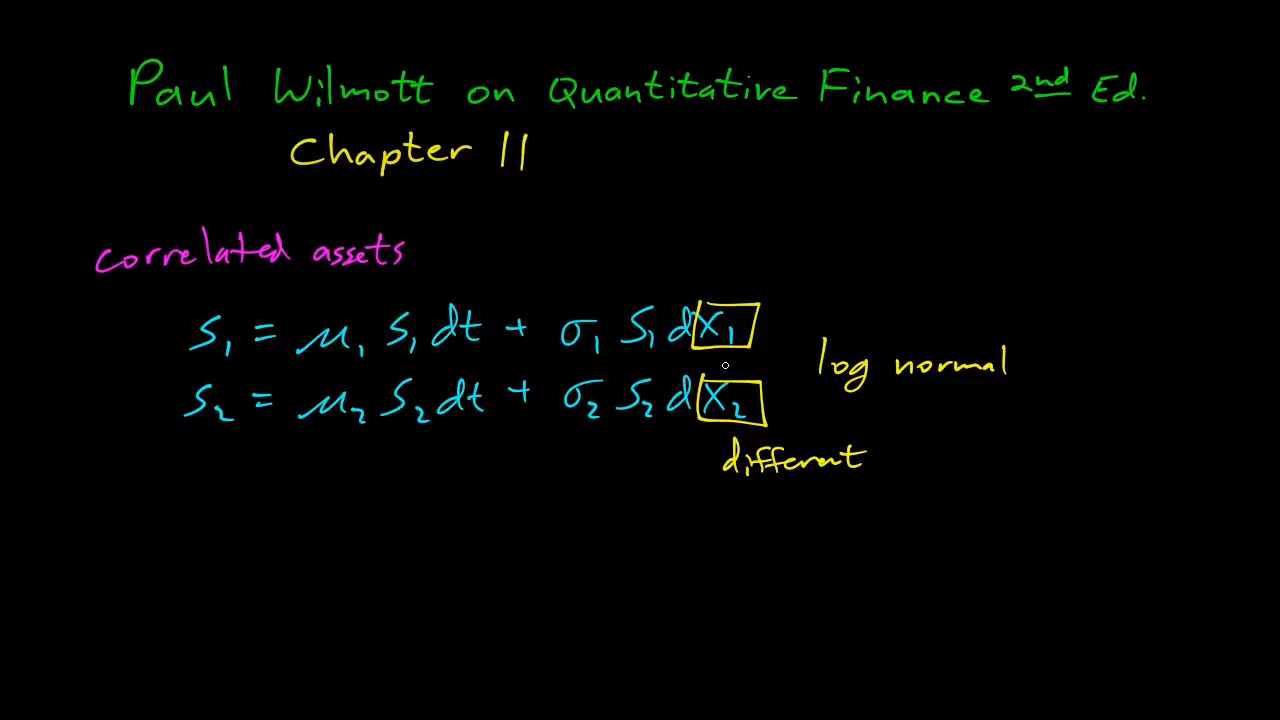 Paul Wilmott on Quantitative Finance 2nd Ed.
Chapter 11
correlated assets
S₁ = μ₁ S₁ dt + σ₁ S₁ dX₁
log normal
S₂ = μ₂ S₂ dt + σ₂ S₂ dX₂
different